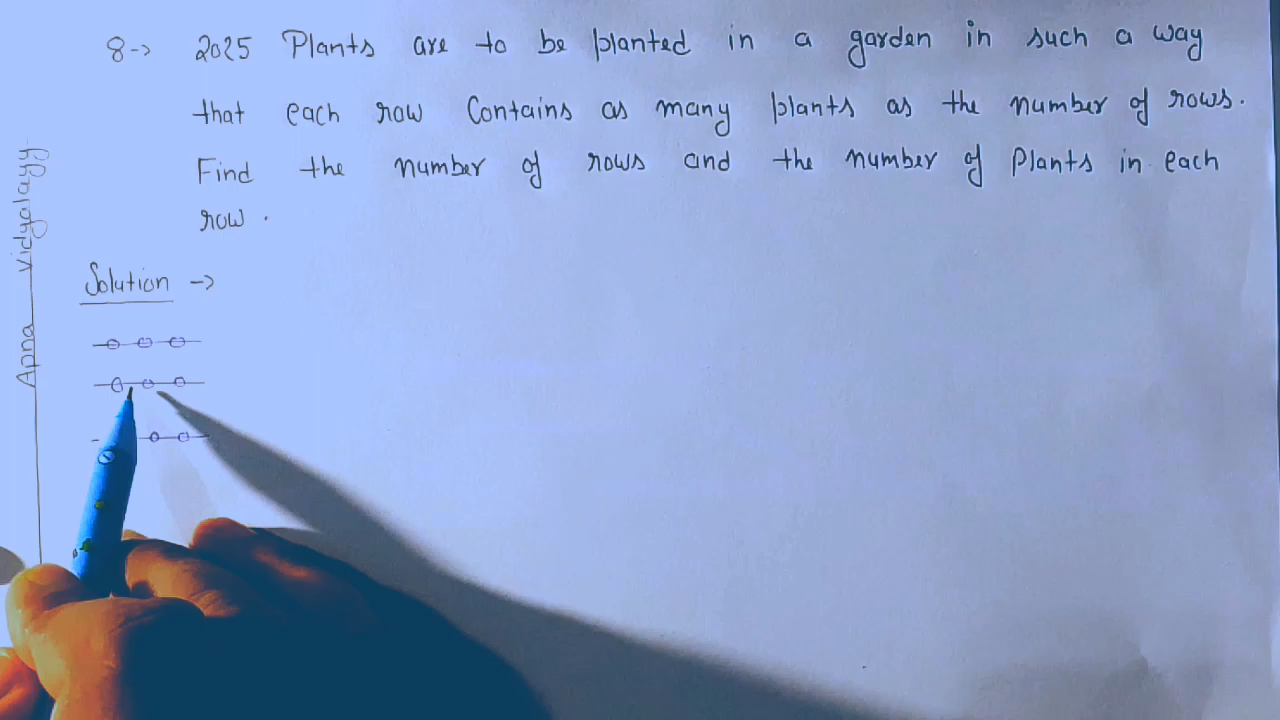 8-> 2025 Plants are to be planted in a garden in such a way
that each row Contains as many plants as the number of rows.
Find the number of rows and the number of Plants in each
row.
Solution ->
Apna vidyalayy